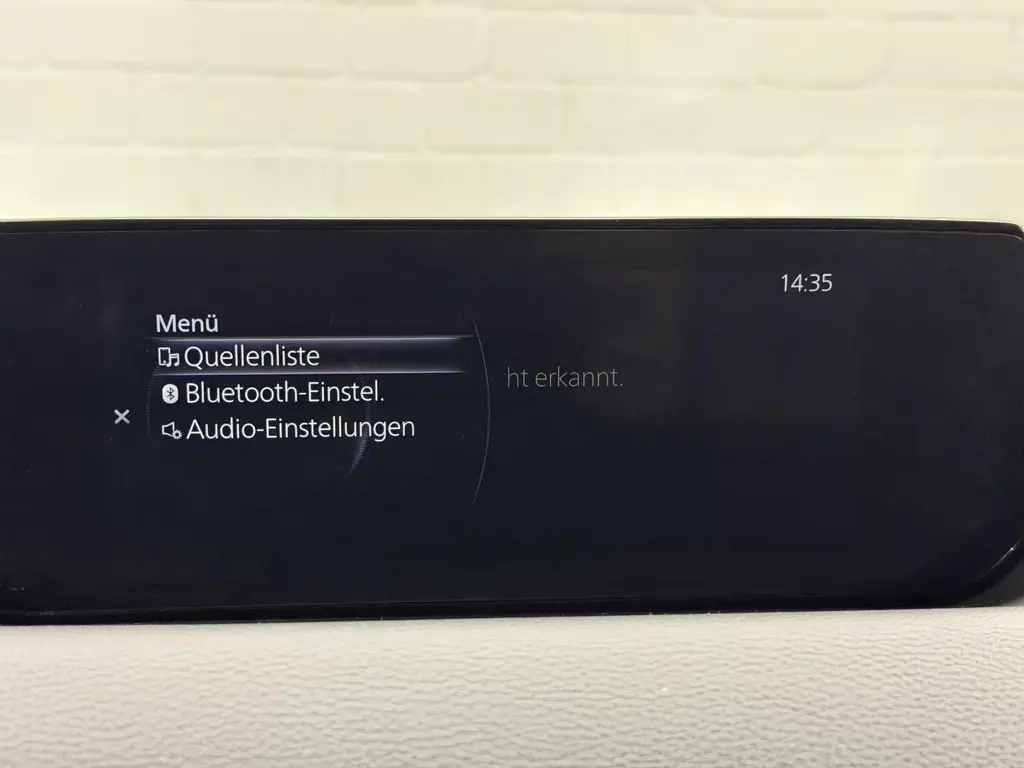 14:35
Menü
Quellenliste
Bluetooth-Einstel.
ht erkannt.
Audio-Einstellungen